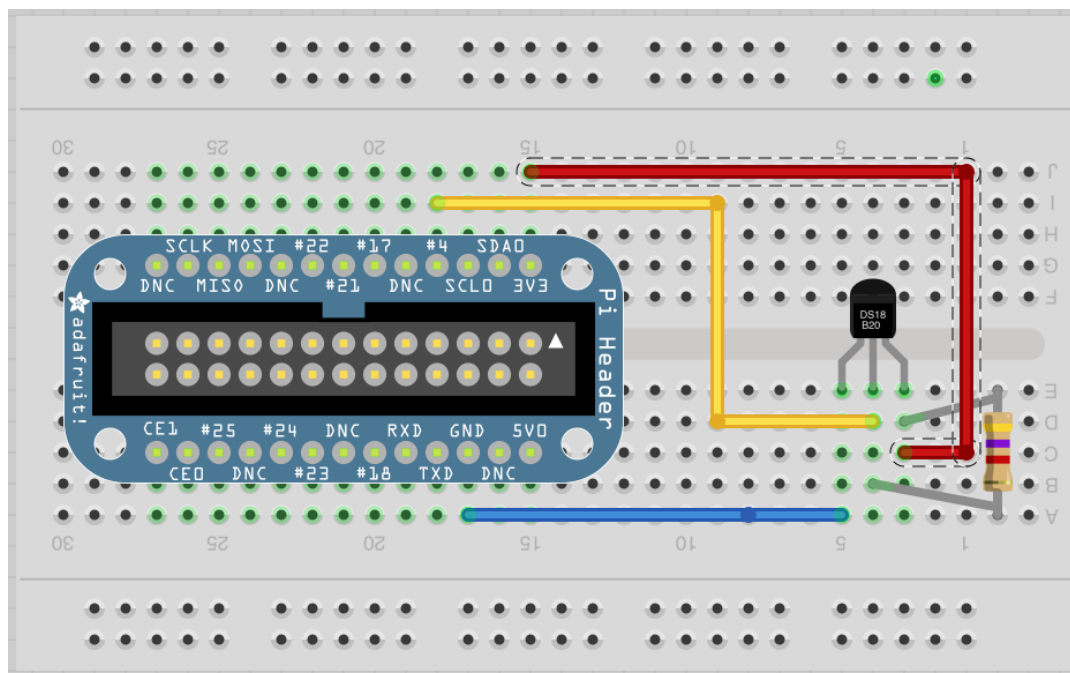 30 25 20 15 10 5 1
J
I
H
G
F
SCLK MOSI #22 #17 #4 SDA0
DNC MISO DNC #21 DNC SCL0 3V3
adafruit!
Pi Header
DS18
B20
E
D
C
B
A
CE1 #25 #24 DNC RXD GND 5V0
CE0 DNC #23 #18 TXD DNC
30 25 20 15 10 5 1